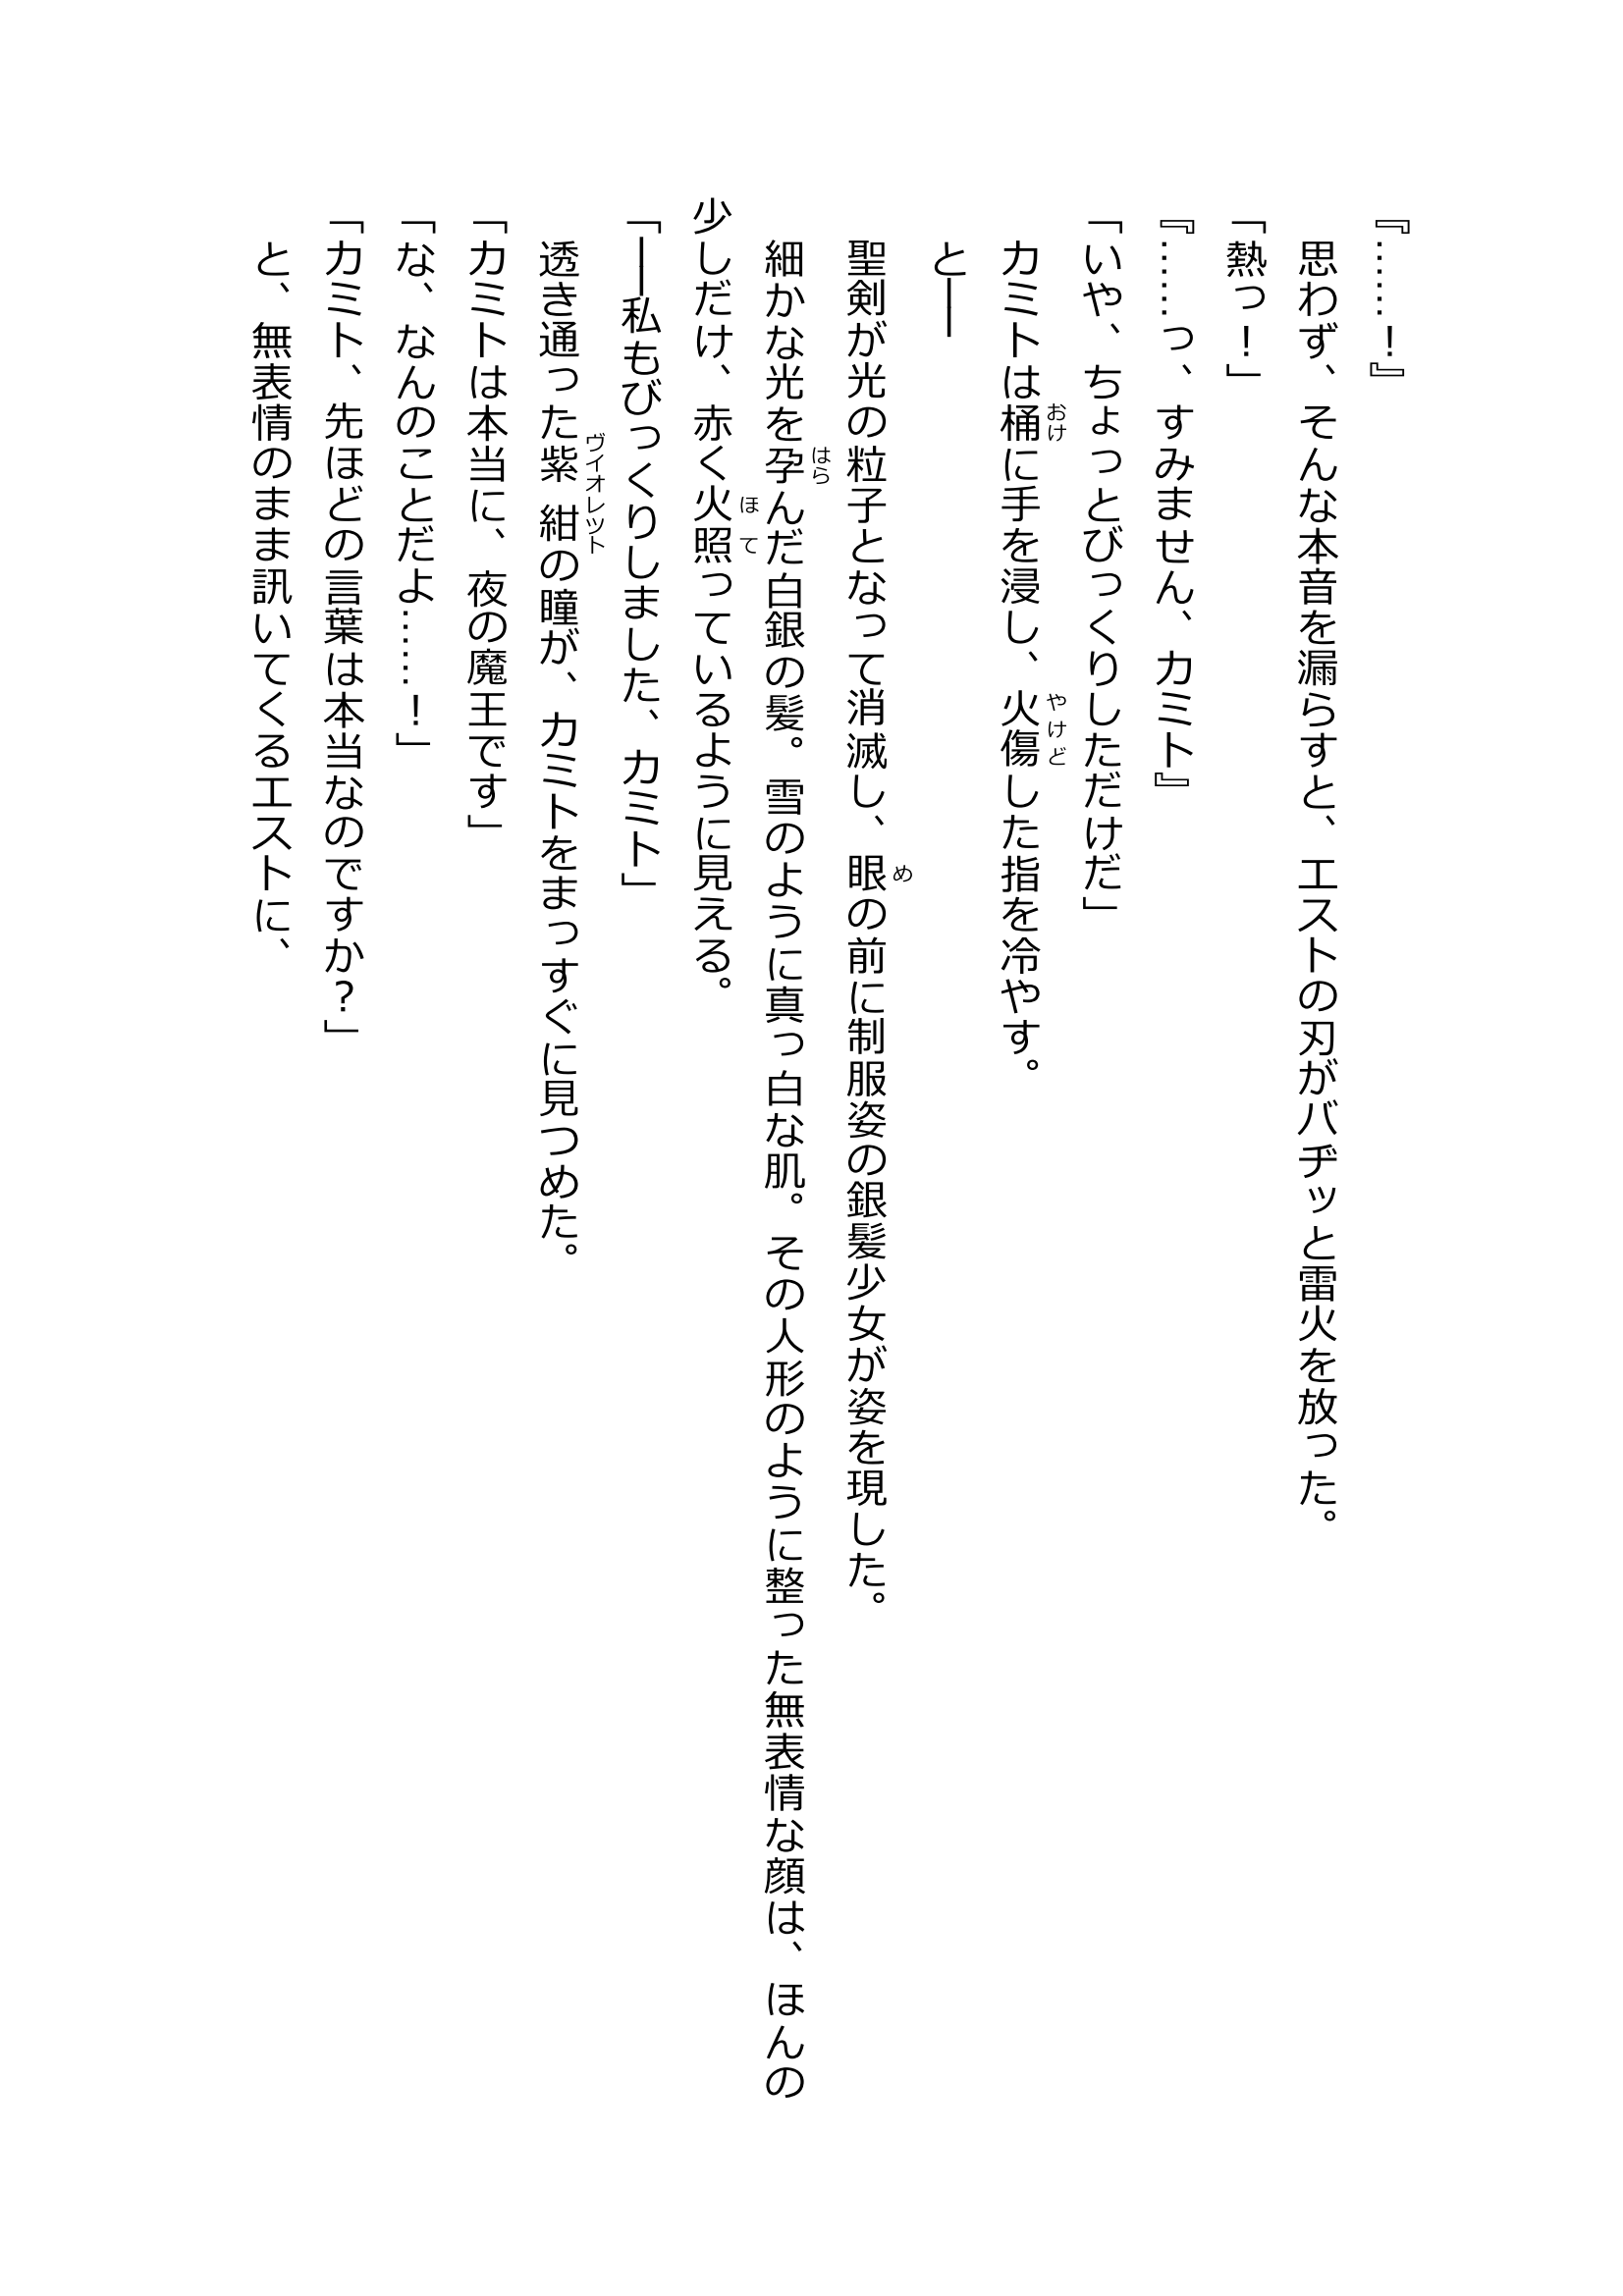 『……！』
思わず、そんな本音を漏らすと、エストの刃がバヂッと雷火を放った。
「熱っ！」
『……っ、すみません、カミト』
「いや、ちょっとびっくりしただけだ」
カミトは桶に手を浸し、火傷した指を冷やす。
と――
聖剣が光の粒子となって消滅し、眼の前に制服姿の銀髪少女が姿を現した。
細かな光を孕んだ白銀の髪。雪のように真っ白な肌。その人形のように整った無表情な顔は、ほんの
少しだけ、赤く火照っているように見える。
「――私もびっくりしました、カミト」
透き通った紫紺の瞳が、カミトをまっすぐに見つめた。
「カミトは本当に、夜の魔王です」
「な、なんのことだよ……！」
「カミト、先ほどの言葉は本当なのですか？」
と、無表情のまま訊いてくるエストに、